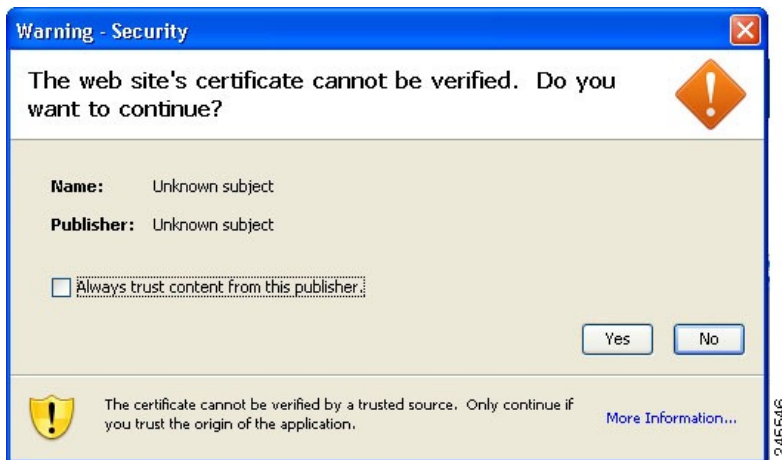 Warning - Security
The web site's certificate cannot be verified. Do you
want to continue?
Name: Unknown subject
Publisher: Unknown subject
Always trust content from this publisher.
Yes No
The certificate cannot be verified by a trusted source. Only continue if
you trust the origin of the application.
More Information...
245546